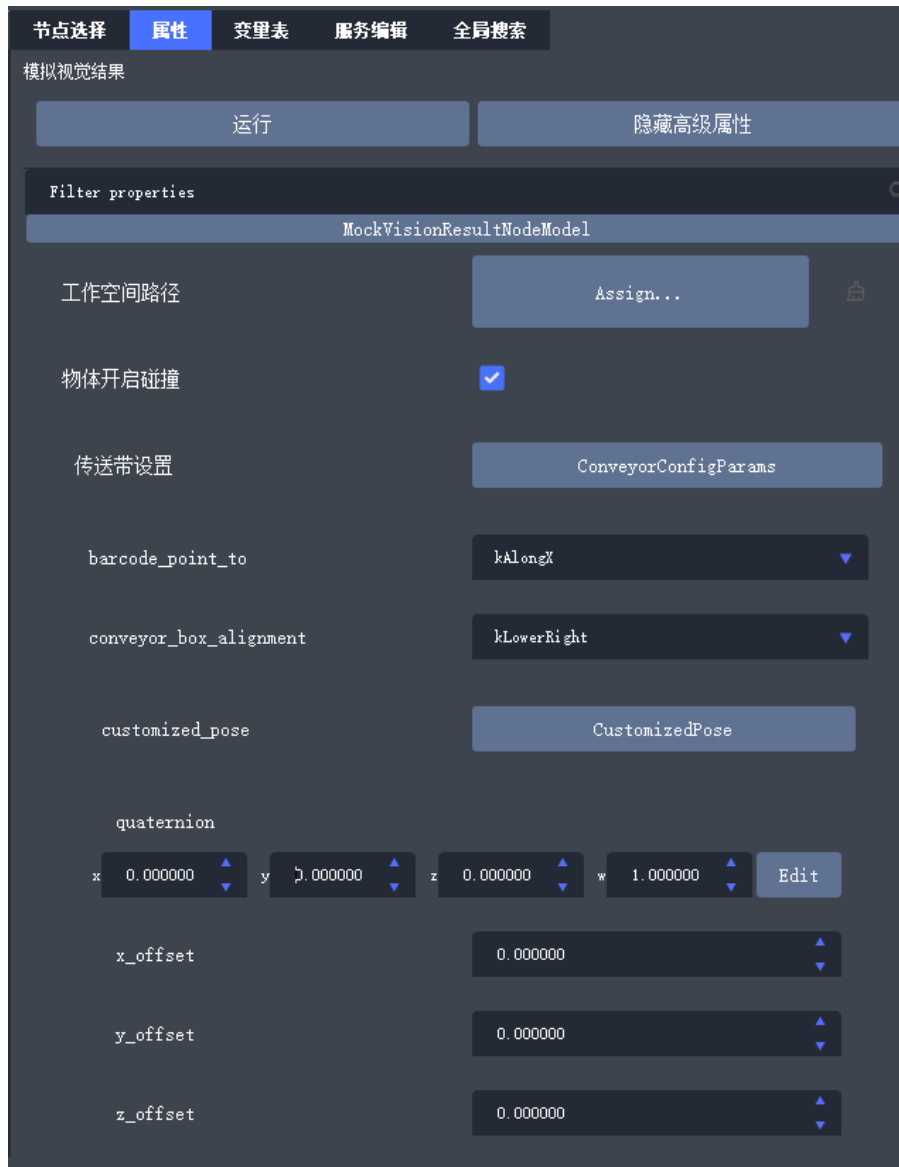 节点选择 属性 变量表 服务编辑 全局搜索
模拟视觉结果
运行 隐藏高级属性
Filter properties
MockVisionResultNodeModel
工作空间路径 Assign...
物体开启碰撞
传送带设置 ConveyorConfigParams
barcode_point_to kAlongX
conveyor_box_alignment kLowerRight
customized_pose CustomizedPose
quaternion
x 0.000000 y 0.000000 z 0.000000 w 1.000000 Edit
x_offset 0.000000
y_offset 0.000000
z_offset 0.000000